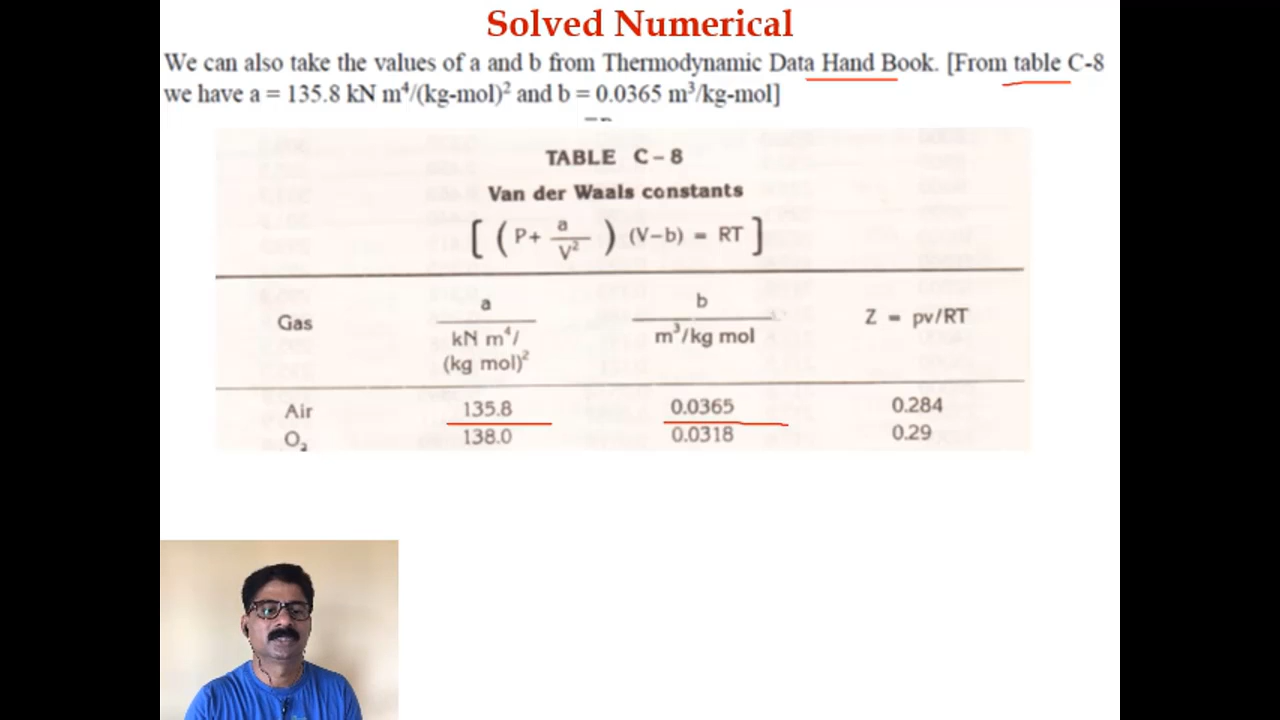 Solved Numerical
We can also take the values of a and b from Thermodynamic Data Hand Book. [From table C-8
we have a = 135.8 kN m⁴/(kg-mol)² and b = 0.0365 m³/kg-mol]
TABLE C-8
Van der Waals constants
[ ( P+ a/V² ) (V-b) = RT ]
Gas a b Z = pv/RT
kN m⁴/ m³/kg mol
(kg mol)²
Air 135.8 0.0365 0.284
O₂ 138.0 0.0318 0.29